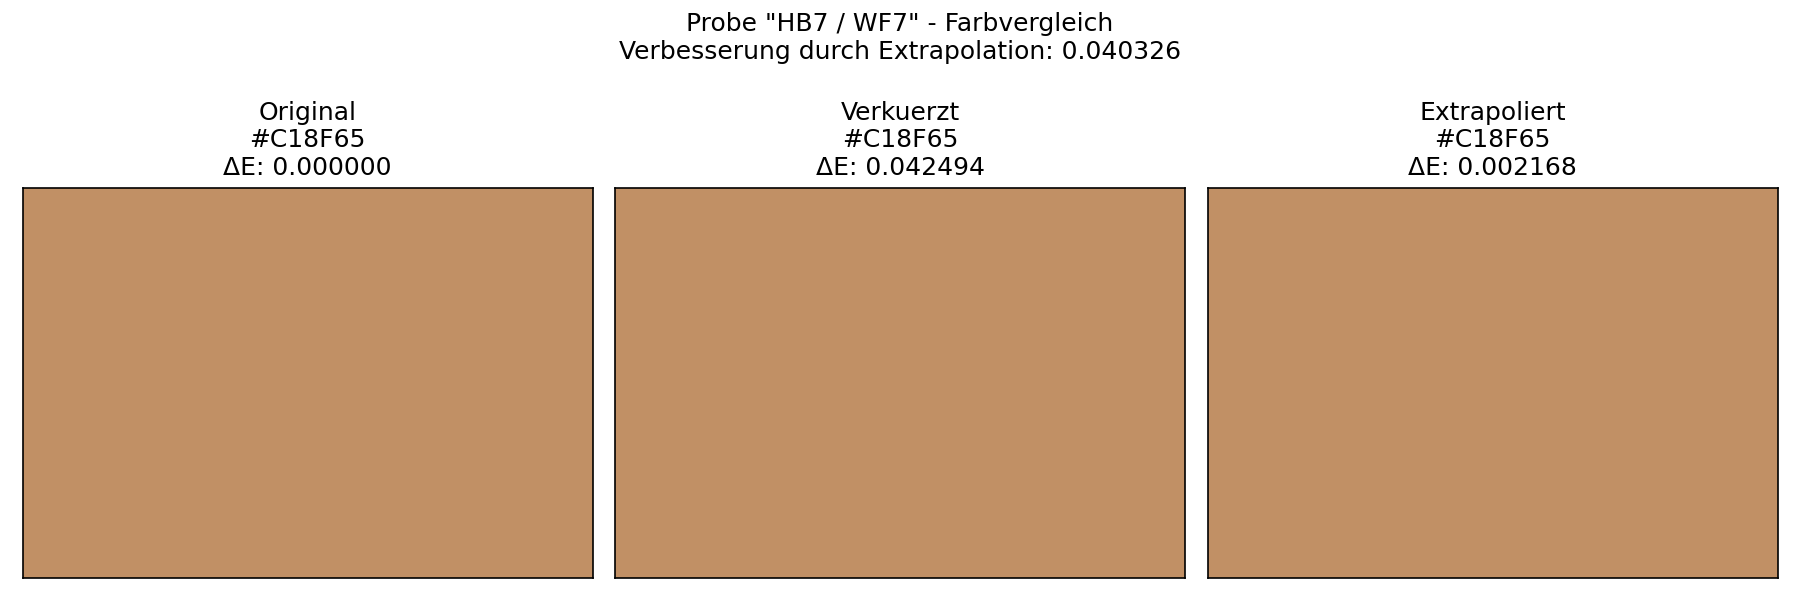 Probe "HB7 / WF7" - Farbvergleich
Verbesserung durch Extrapolation: 0.040326
Original
#C18F65
ΔE: 0.000000
Verkuerzt
#C18F65
ΔE: 0.042494
Extrapoliert
#C18F65
ΔE: 0.002168